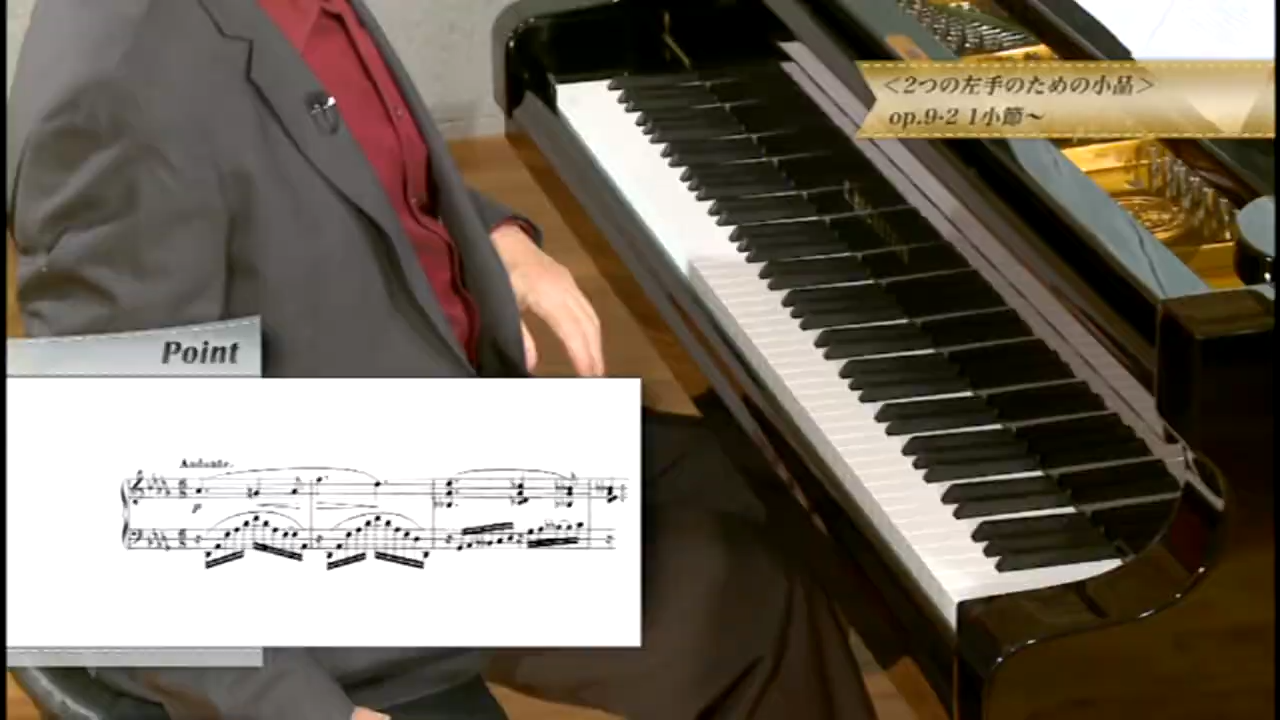 <2つの左手のための小品>
op.9-2 1小節～
Point
Andante.
p